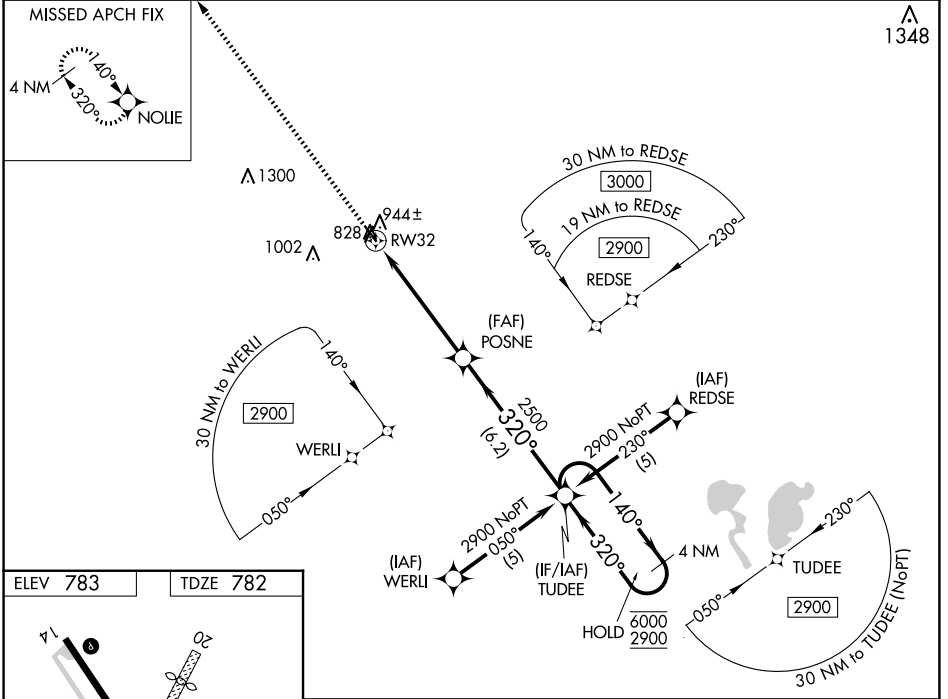 MISSED APCH FIX
140°
4 NM
320°
NOLIE
1348
1300
944±
828
RW32
1002
30 NM to REDSE
3000
19 NM to REDSE
140°
2900
230°
REDSE
(FAF)
POSNE
30 NM to WERLI
140°
2900
WERLI
050°
2500
320°
(6.2)
(IAF)
REDSE
2900 NoPT
230°
(5)
2900 NoPT
050°
(5)
140°
320°
4 NM
(IAF)
WERLI
(IF/IAF)
TUDEE
HOLD
6000
2900
230°
TUDEE
050°
2900
30 NM to TUDEE (NoPT)
ELEV 783
TDZE 782
14
P
20